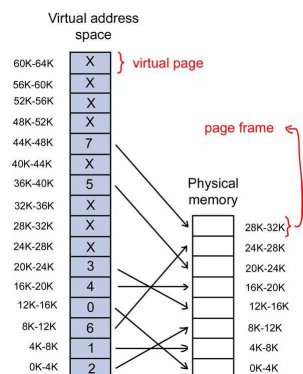 Virtual address
space
60K-64K X virtual page
56K-60K X
52K-56K X
48K-52K X
page frame
44K-48K 7
40K-44K X
36K-40K 5
Physical
memory
32K-36K X
28K-32K X 28K-32K
24K-28K X 24K-28K
20K-24K 3 20K-24K
16K-20K 4 16K-20K
12K-16K 0 12K-16K
8K-12K 6 8K-12K
4K-8K 1 4K-8K
0K-4K 2 0K-4K